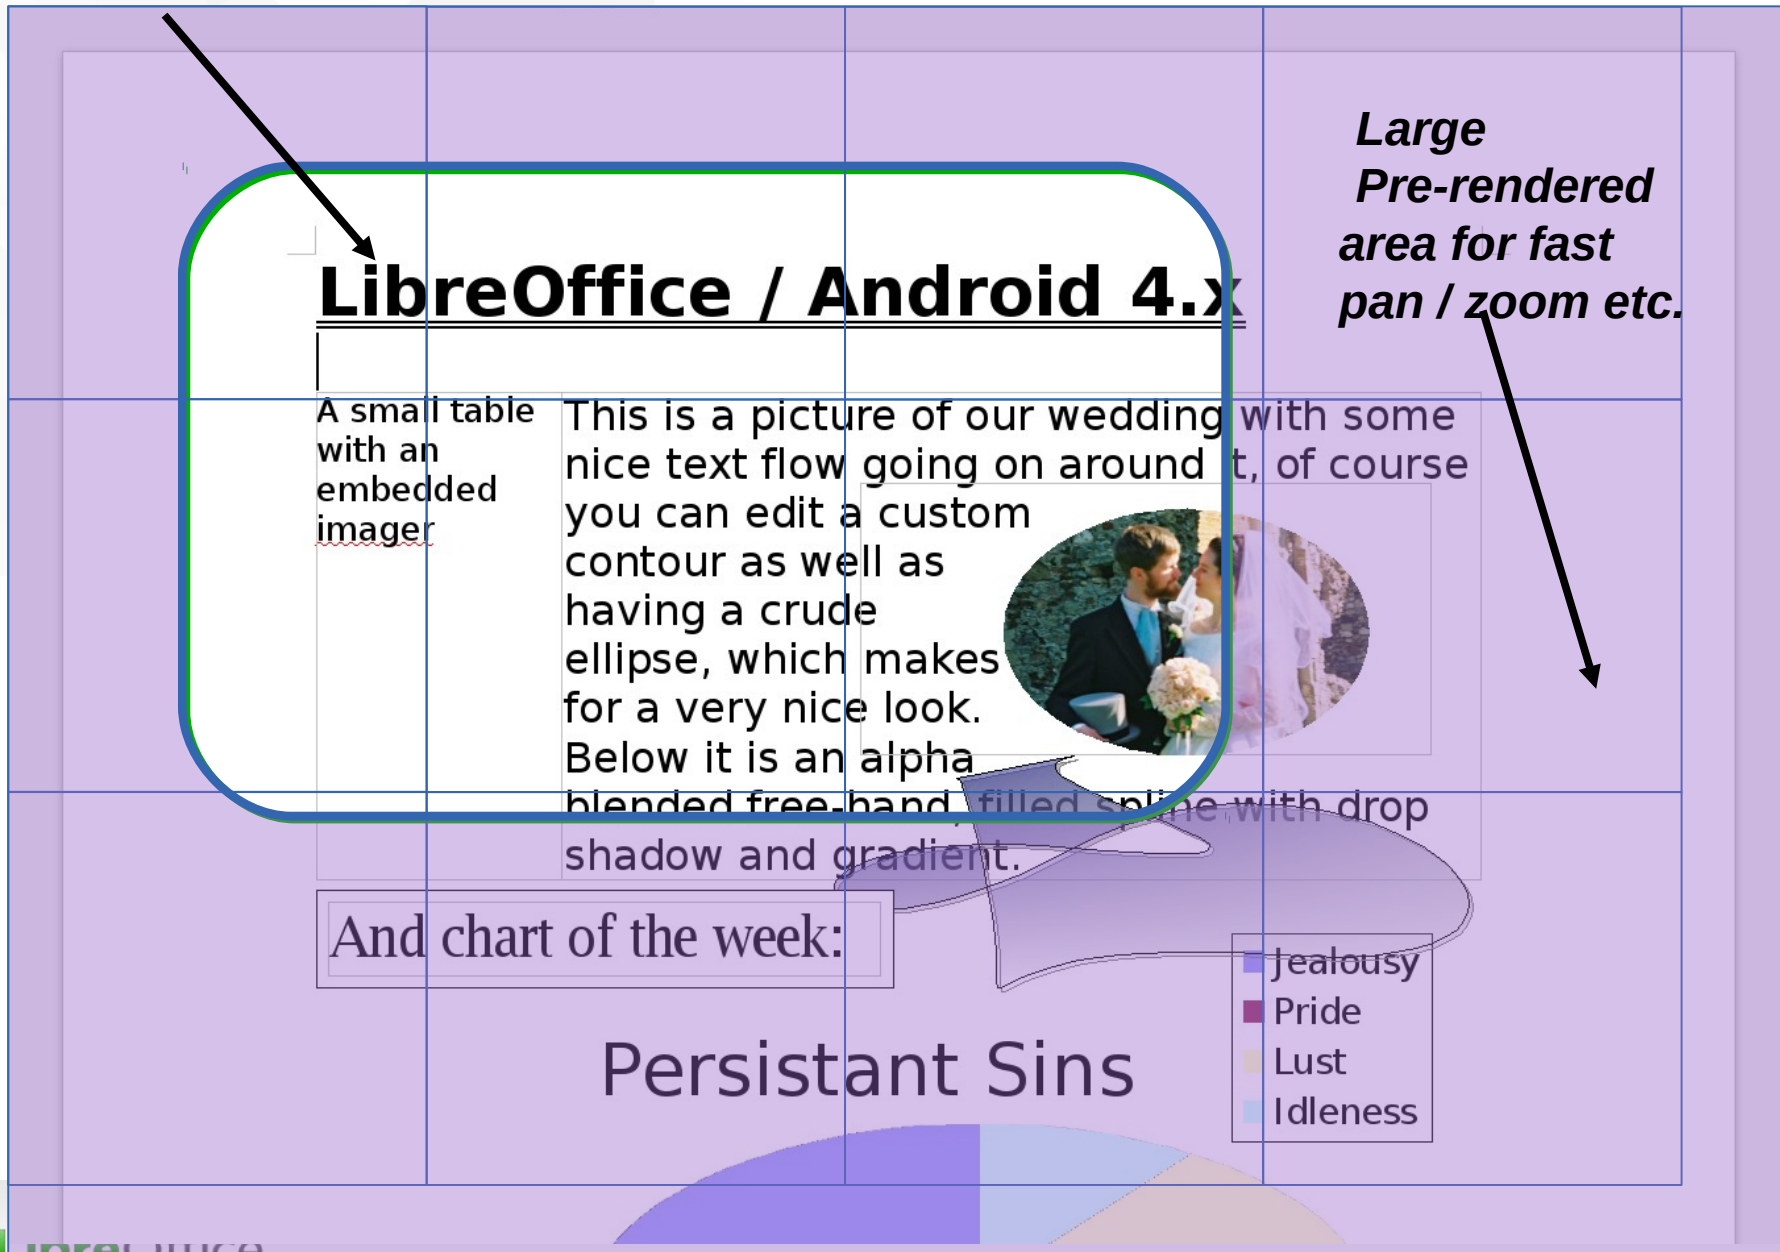 Large
Pre-rendered
area for fast
pan / zoom etc.
LibreOffice / Android 4.x
A small table
with an
embedded
imager
This is a picture of our wedding with some
nice text flow going on around it, of course
you can edit a custom
contour as well as
having a crude
ellipse, which makes
for a very nice look.
Below it is an alpha
blended free-hand, filled spline with drop
shadow and gradient.
And chart of the week:
Jealousy
Pride
Lust
Idleness
Persistant Sins
LibreOffice